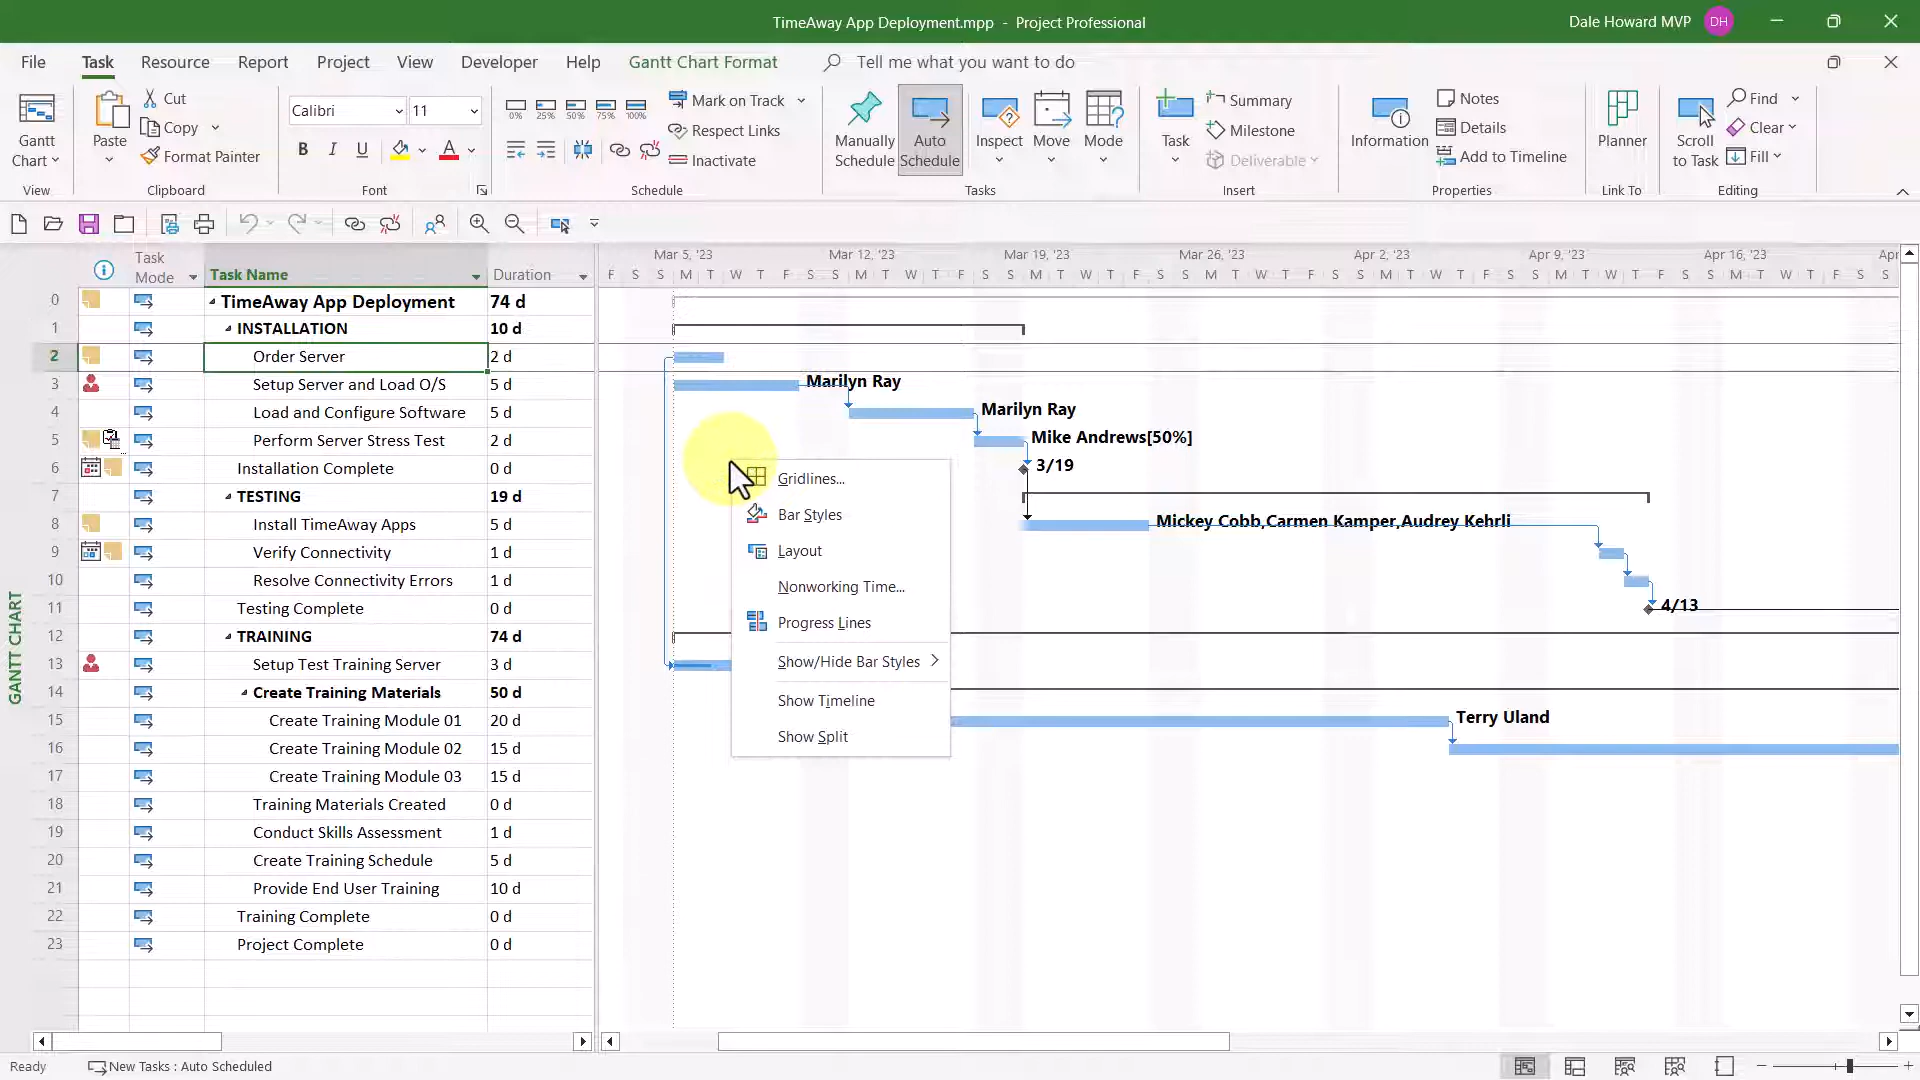 TimeAway App Deployment.mpp - Project Professional
Dale Howard MVP DH
File Task Resource Report Project View Developer Help Gantt Chart Format Tell me what you want to do
Gantt Chart
View
Paste
Cut
Copy
Format Painter
Clipboard
Calibri 11
B I U A
Font
0% 25% 50% 75% 100%
Mark on Track
Respect Links
Inactivate
Schedule
Manually Schedule
Auto Schedule
Inspect
Move
Mode
Tasks
Task
Summary
Milestone
Deliverable
Insert
Information
Notes
Details
Add to Timeline
Properties
Planner
Link To
Scroll to Task
Find
Clear
Fill
Editing
Task Mode
Task Name
Duration
Mar 5, '23 Mar 12, '23 Mar 19, '23 Mar 26, '23 Apr 2, '23 Apr 9, '23 Apr 16, '23 Apr
F S S M T W T F S S M T W T F S S M T W T F S S M T W T F S S M T W T F S S M T W T F S S M T W T F S S
0 TimeAway App Deployment 74 d
1 INSTALLATION 10 d
2 Order Server 2 d
3 Setup Server and Load O/S 5 d
4 Load and Configure Software 5 d
5 Perform Server Stress Test 2 d
6 Installation Complete 0 d
7 TESTING 19 d
8 Install TimeAway Apps 5 d
9 Verify Connectivity 1 d
10 Resolve Connectivity Errors 1 d
11 Testing Complete 0 d
12 TRAINING 74 d
13 Setup Test Training Server 3 d
14 Create Training Materials 50 d
15 Create Training Module 01 20 d
16 Create Training Module 02 15 d
17 Create Training Module 03 15 d
18 Training Materials Created 0 d
19 Conduct Skills Assessment 1 d
20 Create Training Schedule 5 d
21 Provide End User Training 10 d
22 Training Complete 0 d
23 Project Complete 0 d
GANTT CHART
Marilyn Ray
Marilyn Ray
Mike Andrews[50%]
3/19
Mickey Cobb,Carmen Kamper,Audrey Kehrli
4/13
Terry Uland
Gridlines...
Bar Styles
Layout
Nonworking Time...
Progress Lines
Show/Hide Bar Styles
Show Timeline
Show Split
Ready New Tasks : Auto Scheduled